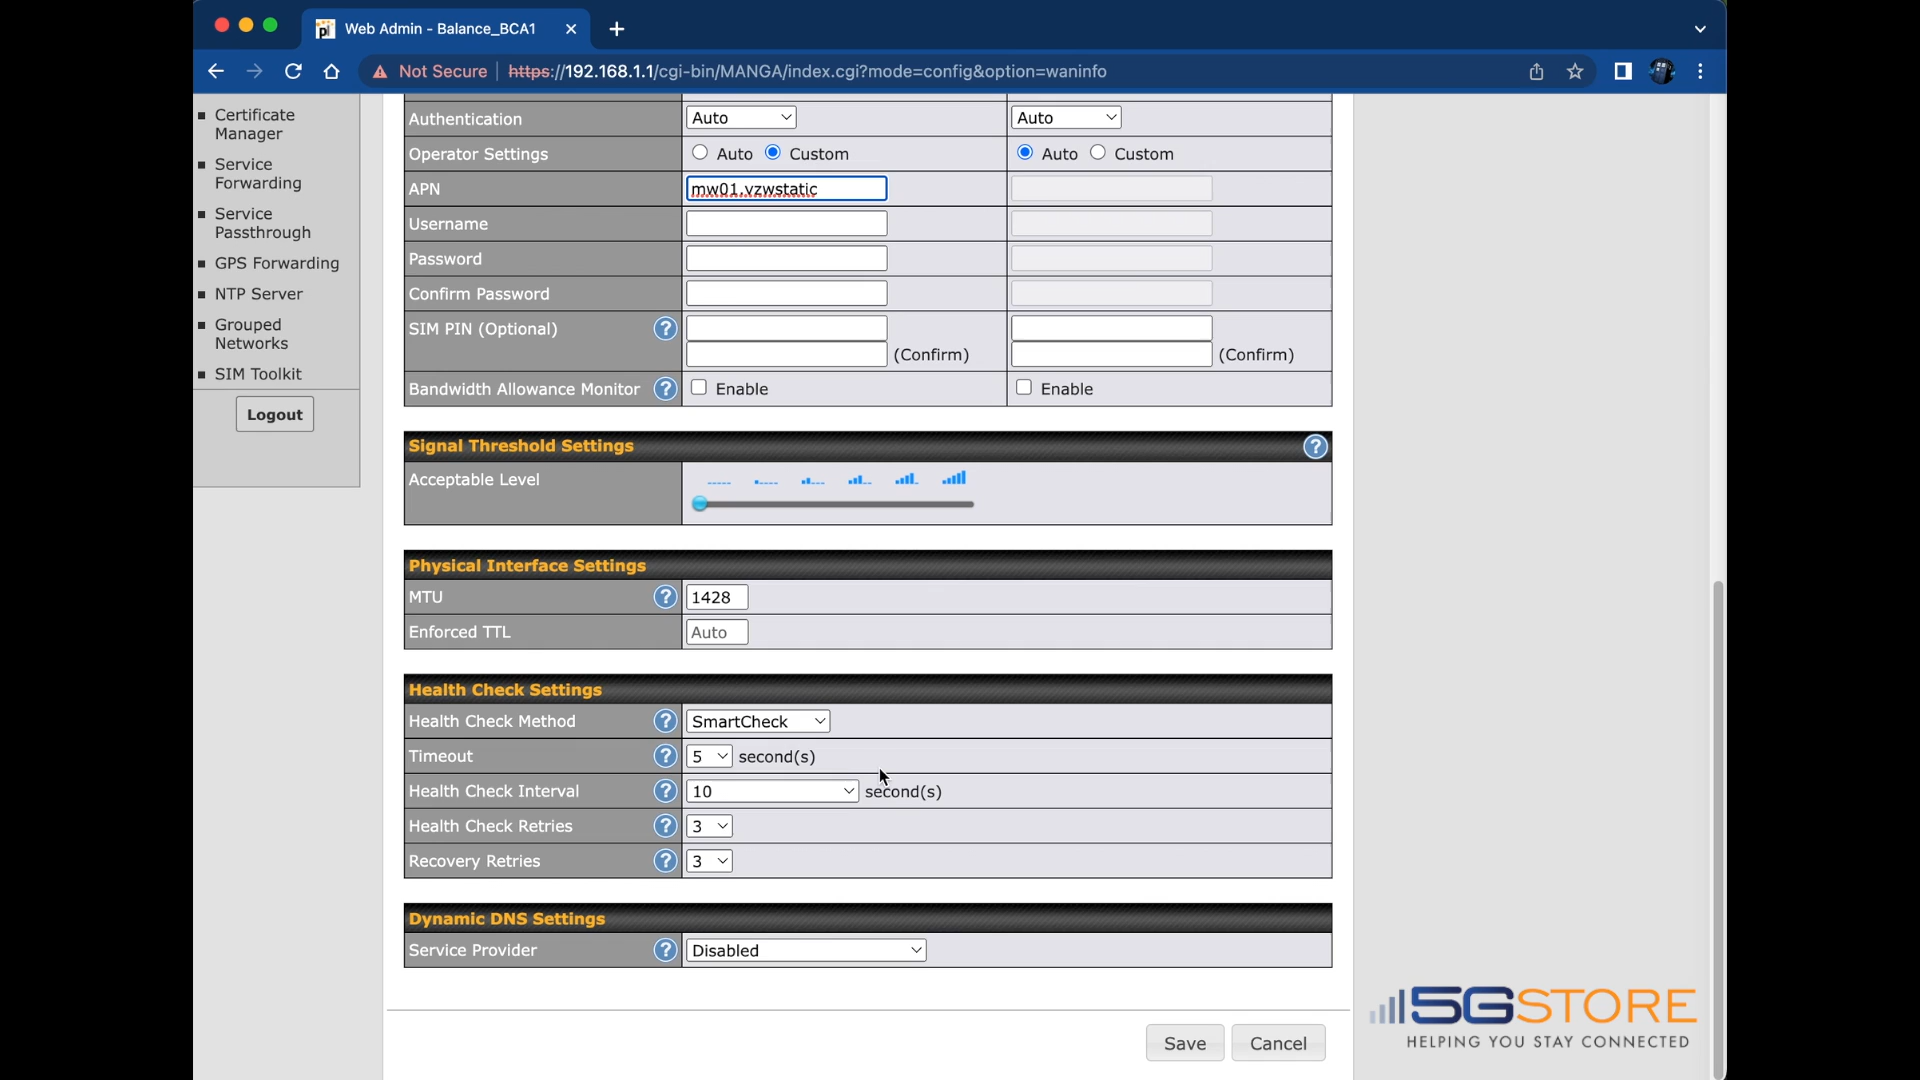 Web Admin - Balance_BCA1
Not Secure https://192.168.1.1/cgi-bin/MANGA/index.cgi?mode=config&option=waninfo
Certificate
Manager
Service
Forwarding
Service
Passthrough
GPS Forwarding
NTP Server
Grouped
Networks
SIM Toolkit
Logout
Authentication Auto Auto
Operator Settings Auto Custom Auto Custom
APN mw01.vzwstatic
Username
Password
Confirm Password
SIM PIN (Optional) ?
(Confirm) (Confirm)
Bandwidth Allowance Monitor ? Enable Enable
Signal Threshold Settings ?
Acceptable Level
Physical Interface Settings
MTU ? 1428
Enforced TTL Auto
Health Check Settings
Health Check Method ? SmartCheck
Timeout ? 5 second(s)
Health Check Interval ? 10 second(s)
Health Check Retries ? 3
Recovery Retries ? 3
Dynamic DNS Settings
Service Provider ? Disabled
Save Cancel
5GSTORE
HELPING YOU STAY CONNECTED